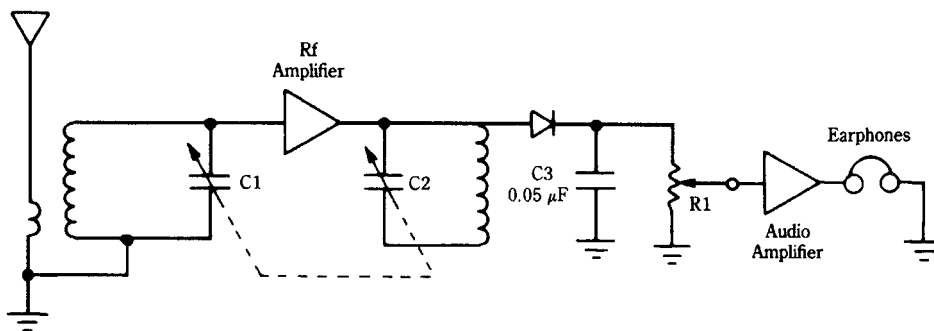 Rf
Amplifier
C1
C2
C3
0.05 μF
R1
Earphones
Audio
Amplifier